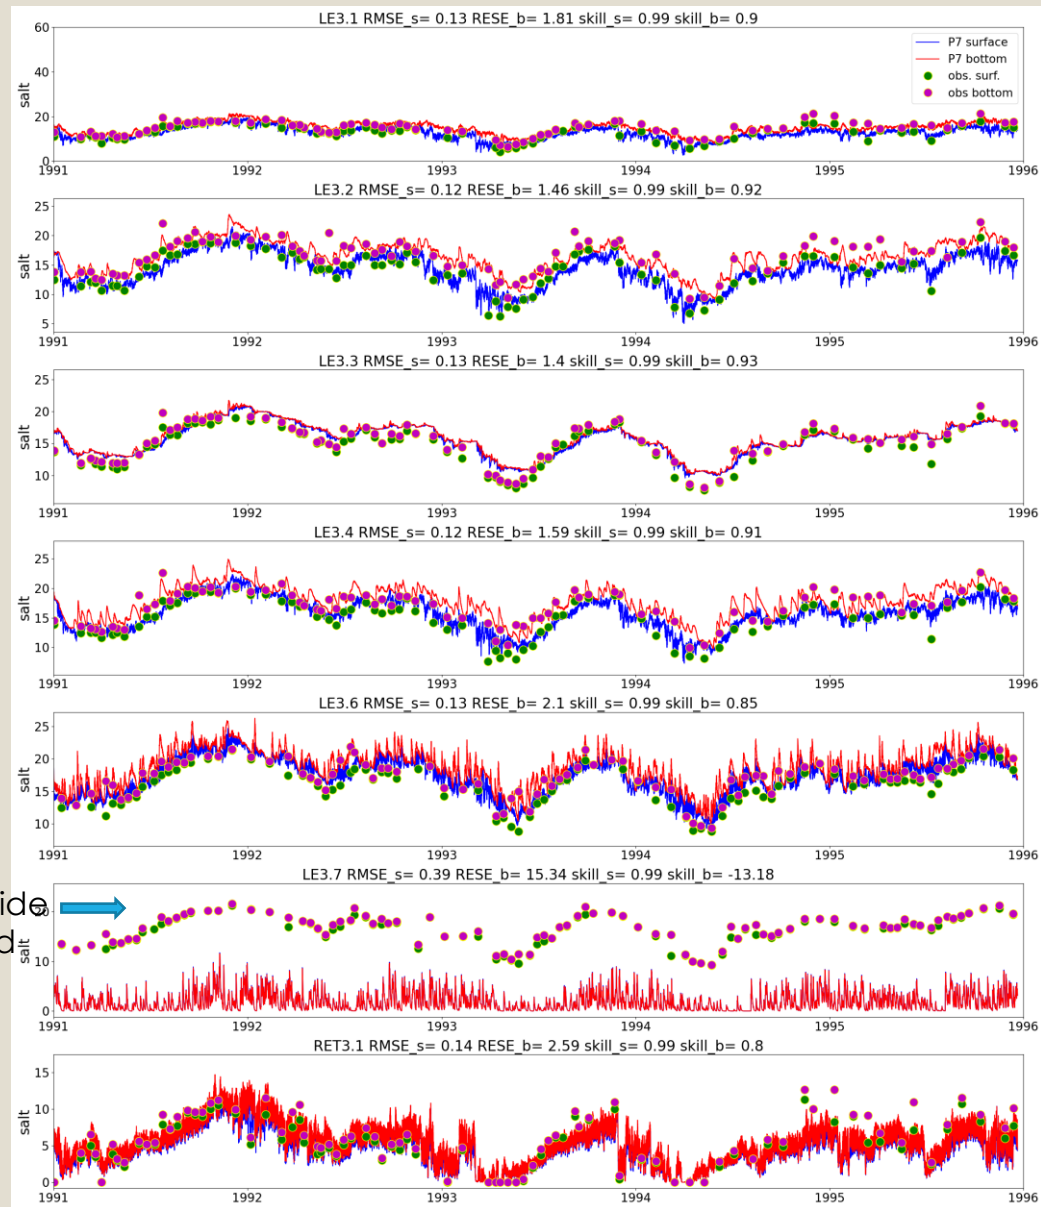 LE3.1 RMSE_s= 0.13 RESE_b= 1.81 skill_s= 0.99 skill_b= 0.9
60
40
20
0
salt
P7 surface
P7 bottom
obs. surf.
obs bottom
1991 1992 1993 1994 1995 1996
LE3.2 RMSE_s= 0.12 RESE_b= 1.46 skill_s= 0.99 skill_b= 0.92
25
20
15
10
5
salt
1991 1992 1993 1994 1995 1996
LE3.3 RMSE_s= 0.13 RESE_b= 1.4 skill_s= 0.99 skill_b= 0.93
25
20
15
10
salt
1991 1992 1993 1994 1995 1996
LE3.4 RMSE_s= 0.12 RESE_b= 1.59 skill_s= 0.99 skill_b= 0.91
25
20
15
10
salt
1991 1992 1993 1994 1995 1996
LE3.6 RMSE_s= 0.13 RESE_b= 2.1 skill_s= 0.99 skill_b= 0.85
25
20
15
10
salt
1991 1992 1993 1994 1995 1996
LE3.7 RMSE_s= 0.39 RESE_b= 15.34 skill_s= 0.99 skill_b= -13.18
ide
d
20
10
0
salt
1991 1992 1993 1994 1995 1996
RET3.1 RMSE_s= 0.14 RESE_b= 2.59 skill_s= 0.99 skill_b= 0.8
15
10
5
0
salt
1991 1992 1993 1994 1995 1996